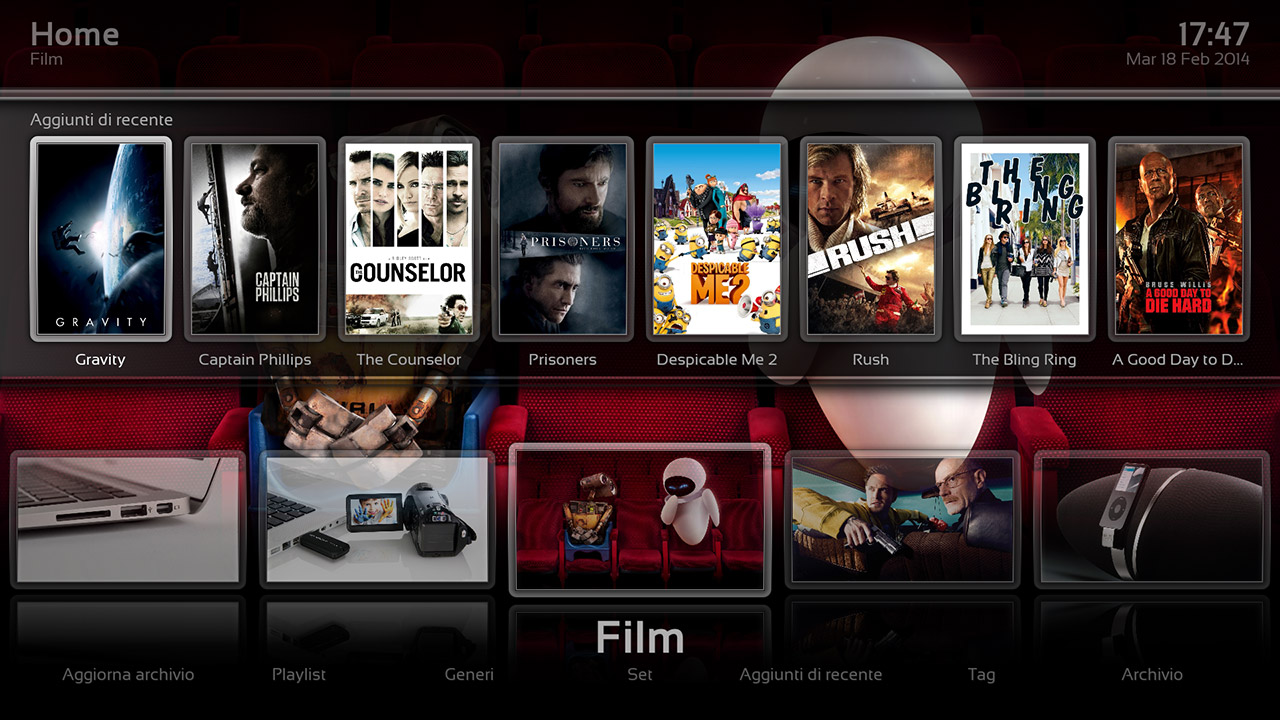 Home
Film
17:47
Mar 18 Feb 2014
Aggiunti di recente
GRAVITY
CAPTAIN
PHILLIPS
COUNSELOR
PRISONERS
DESPICABLE
ME 2
RUSH
THE
BLING
RING
BRUCE WILLIS
A GOOD DAY TO
DIE HARD
Gravity
Captain Phillips
The Counselor
Prisoners
Despicable Me 2
Rush
The Bling Ring
A Good Day to D...
Film
Aggiorna archivio
Playlist
Generi
Set
Aggiunti di recente
Tag
Archivio